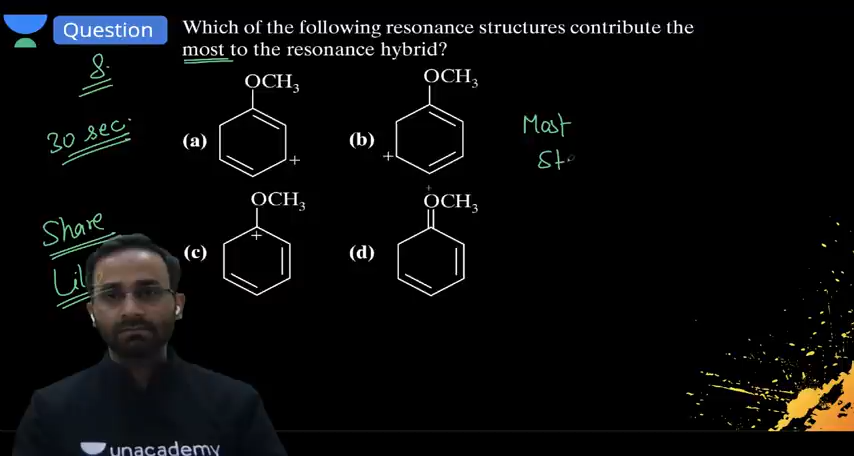 Question
Which of the following resonance structures contribute the
most to the resonance hybrid?
8.
30 sec.
Share
(a)
OCH3
+
(b)
OCH3
+
Most
St
(c)
OCH3
+
(d)
+
OCH3
unacademy